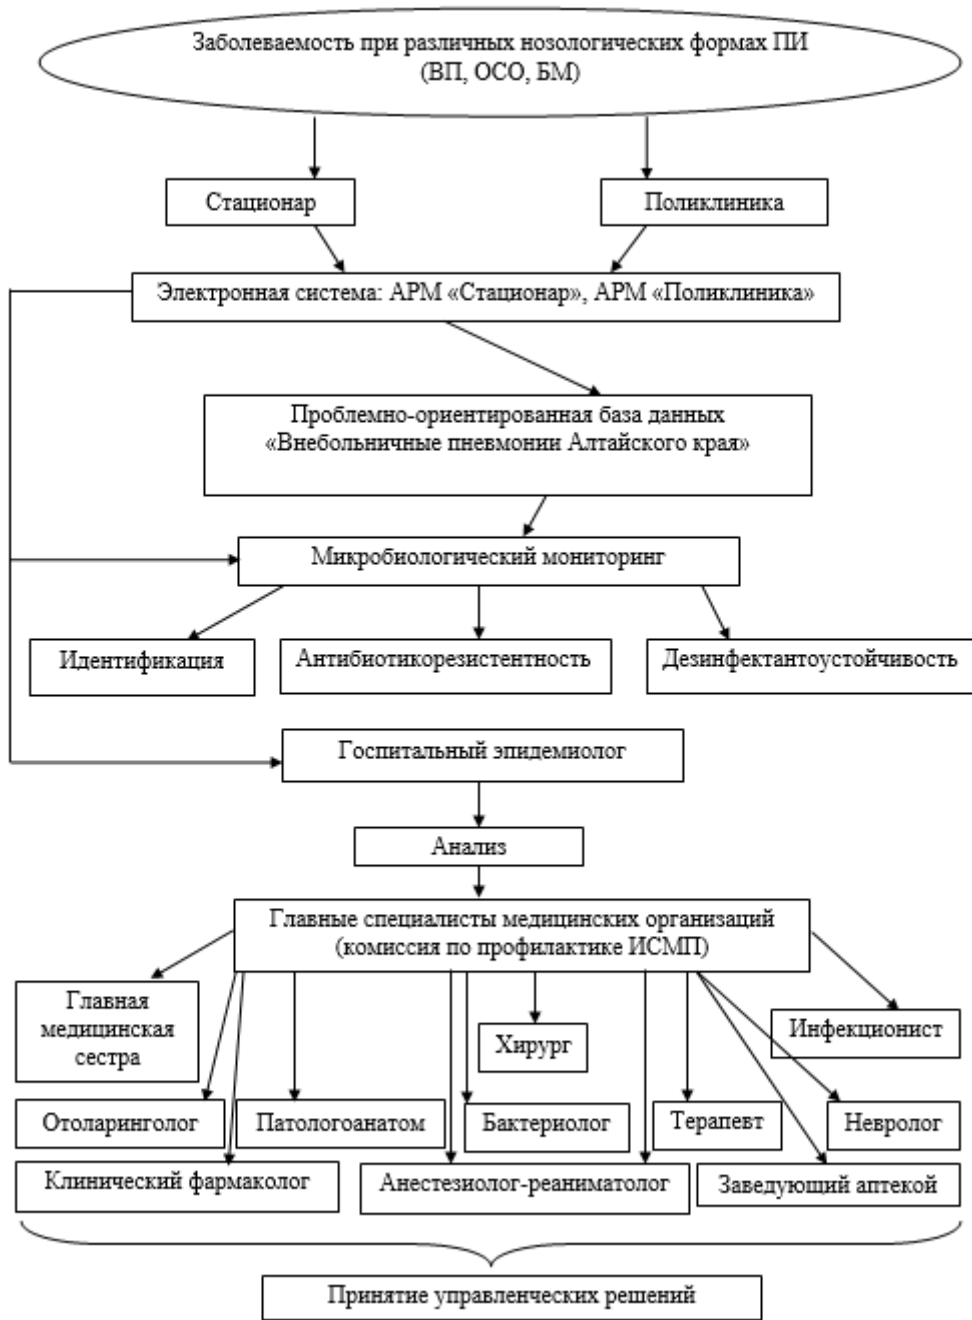 Заболеваемость при различных нозологических формах ПИ
(ВП, ОСО, БМ)
Стационар
Поликлиника
Электронная система: АРМ «Стационар», АРМ «Поликлиника»
Проблемно-ориентированная база данных
«Внебольничные пневмонии Алтайского края»
Микробиологический мониторинг
Идентификация
Антибиотикорезистентность
Дезинфектантоустойчивость
Госпитальный эпидемиолог
Анализ
Главные специалисты медицинских организаций
(комиссия по профилактике ИСМП)
Главная
медицинская
сестра
Хирург
Инфекционист
Отоларинголог
Патологоанатом
Бактериолог
Терапевт
Невролог
Клинический фармаколог
Анестезиолог-реаниматолог
Заведующий аптекой
Принятие управленческих решений